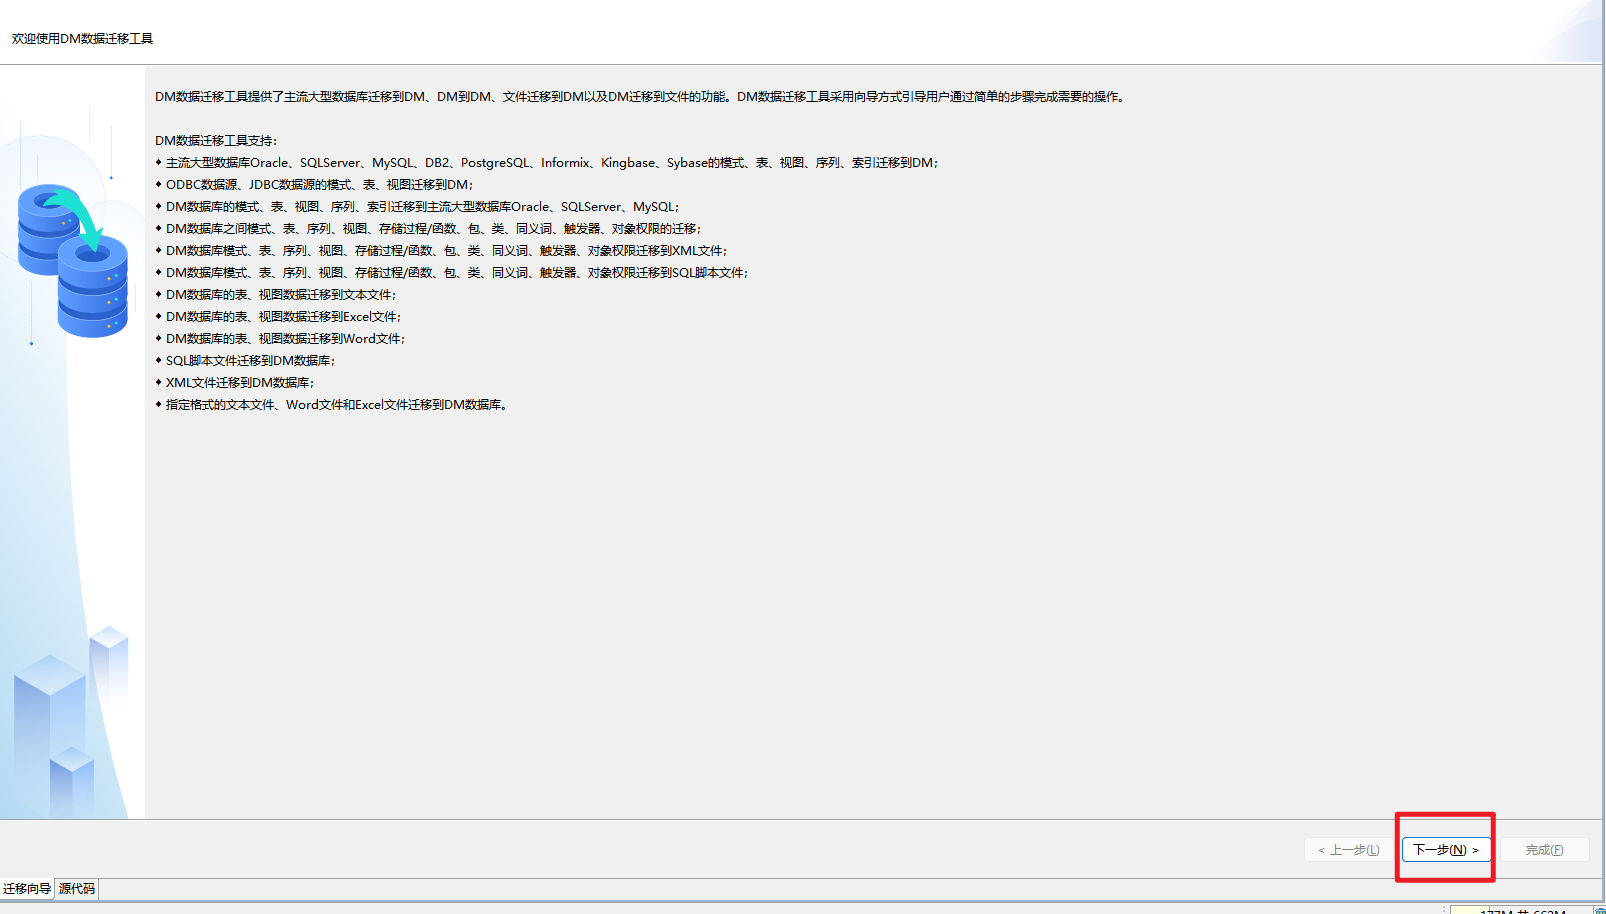 欢迎使用DM数据迁移工具
DM数据迁移工具提供了主流大型数据库迁移到DM、DM到DM、文件迁移到DM以及DM迁移到文件的功能。DM数据迁移工具采用向导方式引导用户通过简单的步骤完成需要的操作。
DM数据迁移工具支持:
◆ 主流大型数据库Oracle、SQLServer、MySQL、DB2、PostgreSQL、Informix、Kingbase、Sybase的模式、表、视图、序列、索引迁移到DM;
◆ ODBC数据源、JDBC数据源的模式、表、视图迁移到DM;
◆ DM数据库的模式、表、视图、序列、索引迁移到主流大型数据库Oracle、SQLServer、MySQL;
◆ DM数据库之间模式、表、序列、视图、存储过程/函数、包、类、同义词、触发器、对象权限的迁移;
◆ DM数据库模式、表、序列、视图、存储过程/函数、包、类、同义词、触发器、对象权限迁移到XML文件;
◆ DM数据库模式、表、序列、视图、存储过程/函数、包、类、同义词、触发器、对象权限迁移到SQL脚本文件;
◆ DM数据库的表、视图数据迁移到文本文件;
◆ DM数据库的表、视图数据迁移到Excel文件;
◆ DM数据库的表、视图数据迁移到Word文件;
◆ SQL脚本文件迁移到DM数据库;
◆ XML文件迁移到DM数据库;
◆ 指定格式的文本文件、Word文件和Excel文件迁移到DM数据库。
< 上一步(L) 下一步(N) > 完成(F)
迁移向导 源代码
177M 共 662M